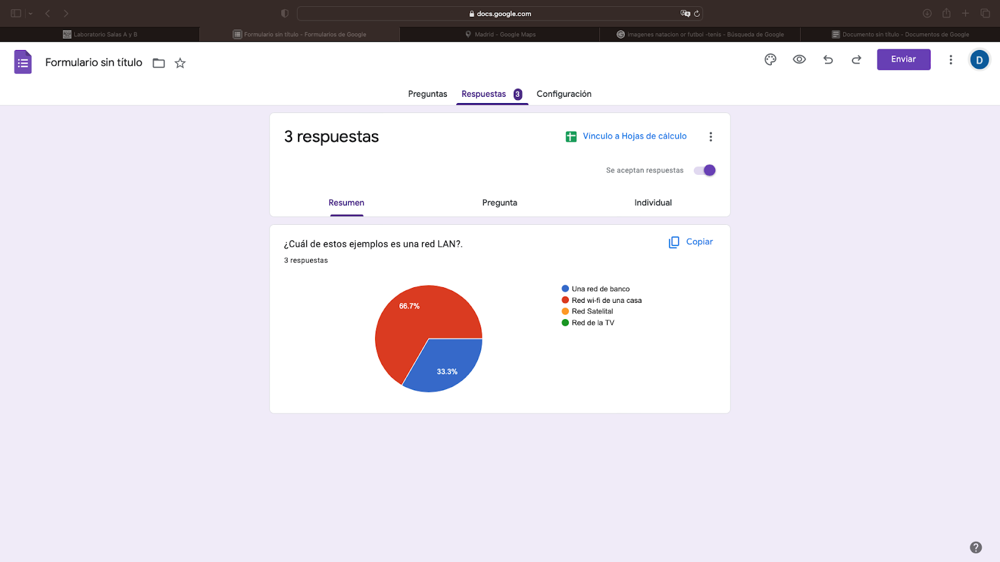 docs.google.com
Laboratorio Salas A y B
Formulario sin título - Formularios de Google
Madrid - Google Maps
imagenes natacion or futbol -tenis - Búsqueda de Google
Documento sin título - Documentos de Google
Formulario sin título
Enviar
D
Preguntas
Respuestas 3
Configuración
3 respuestas
Vínculo a Hojas de cálculo
Se aceptan respuestas
Resumen
Pregunta
Individual
¿Cuál de estos ejemplos es una red LAN?.
Copiar
3 respuestas
66.7%
33.3%
Una red de banco
Red wi-fi de una casa
Red Satelital
Red de la TV